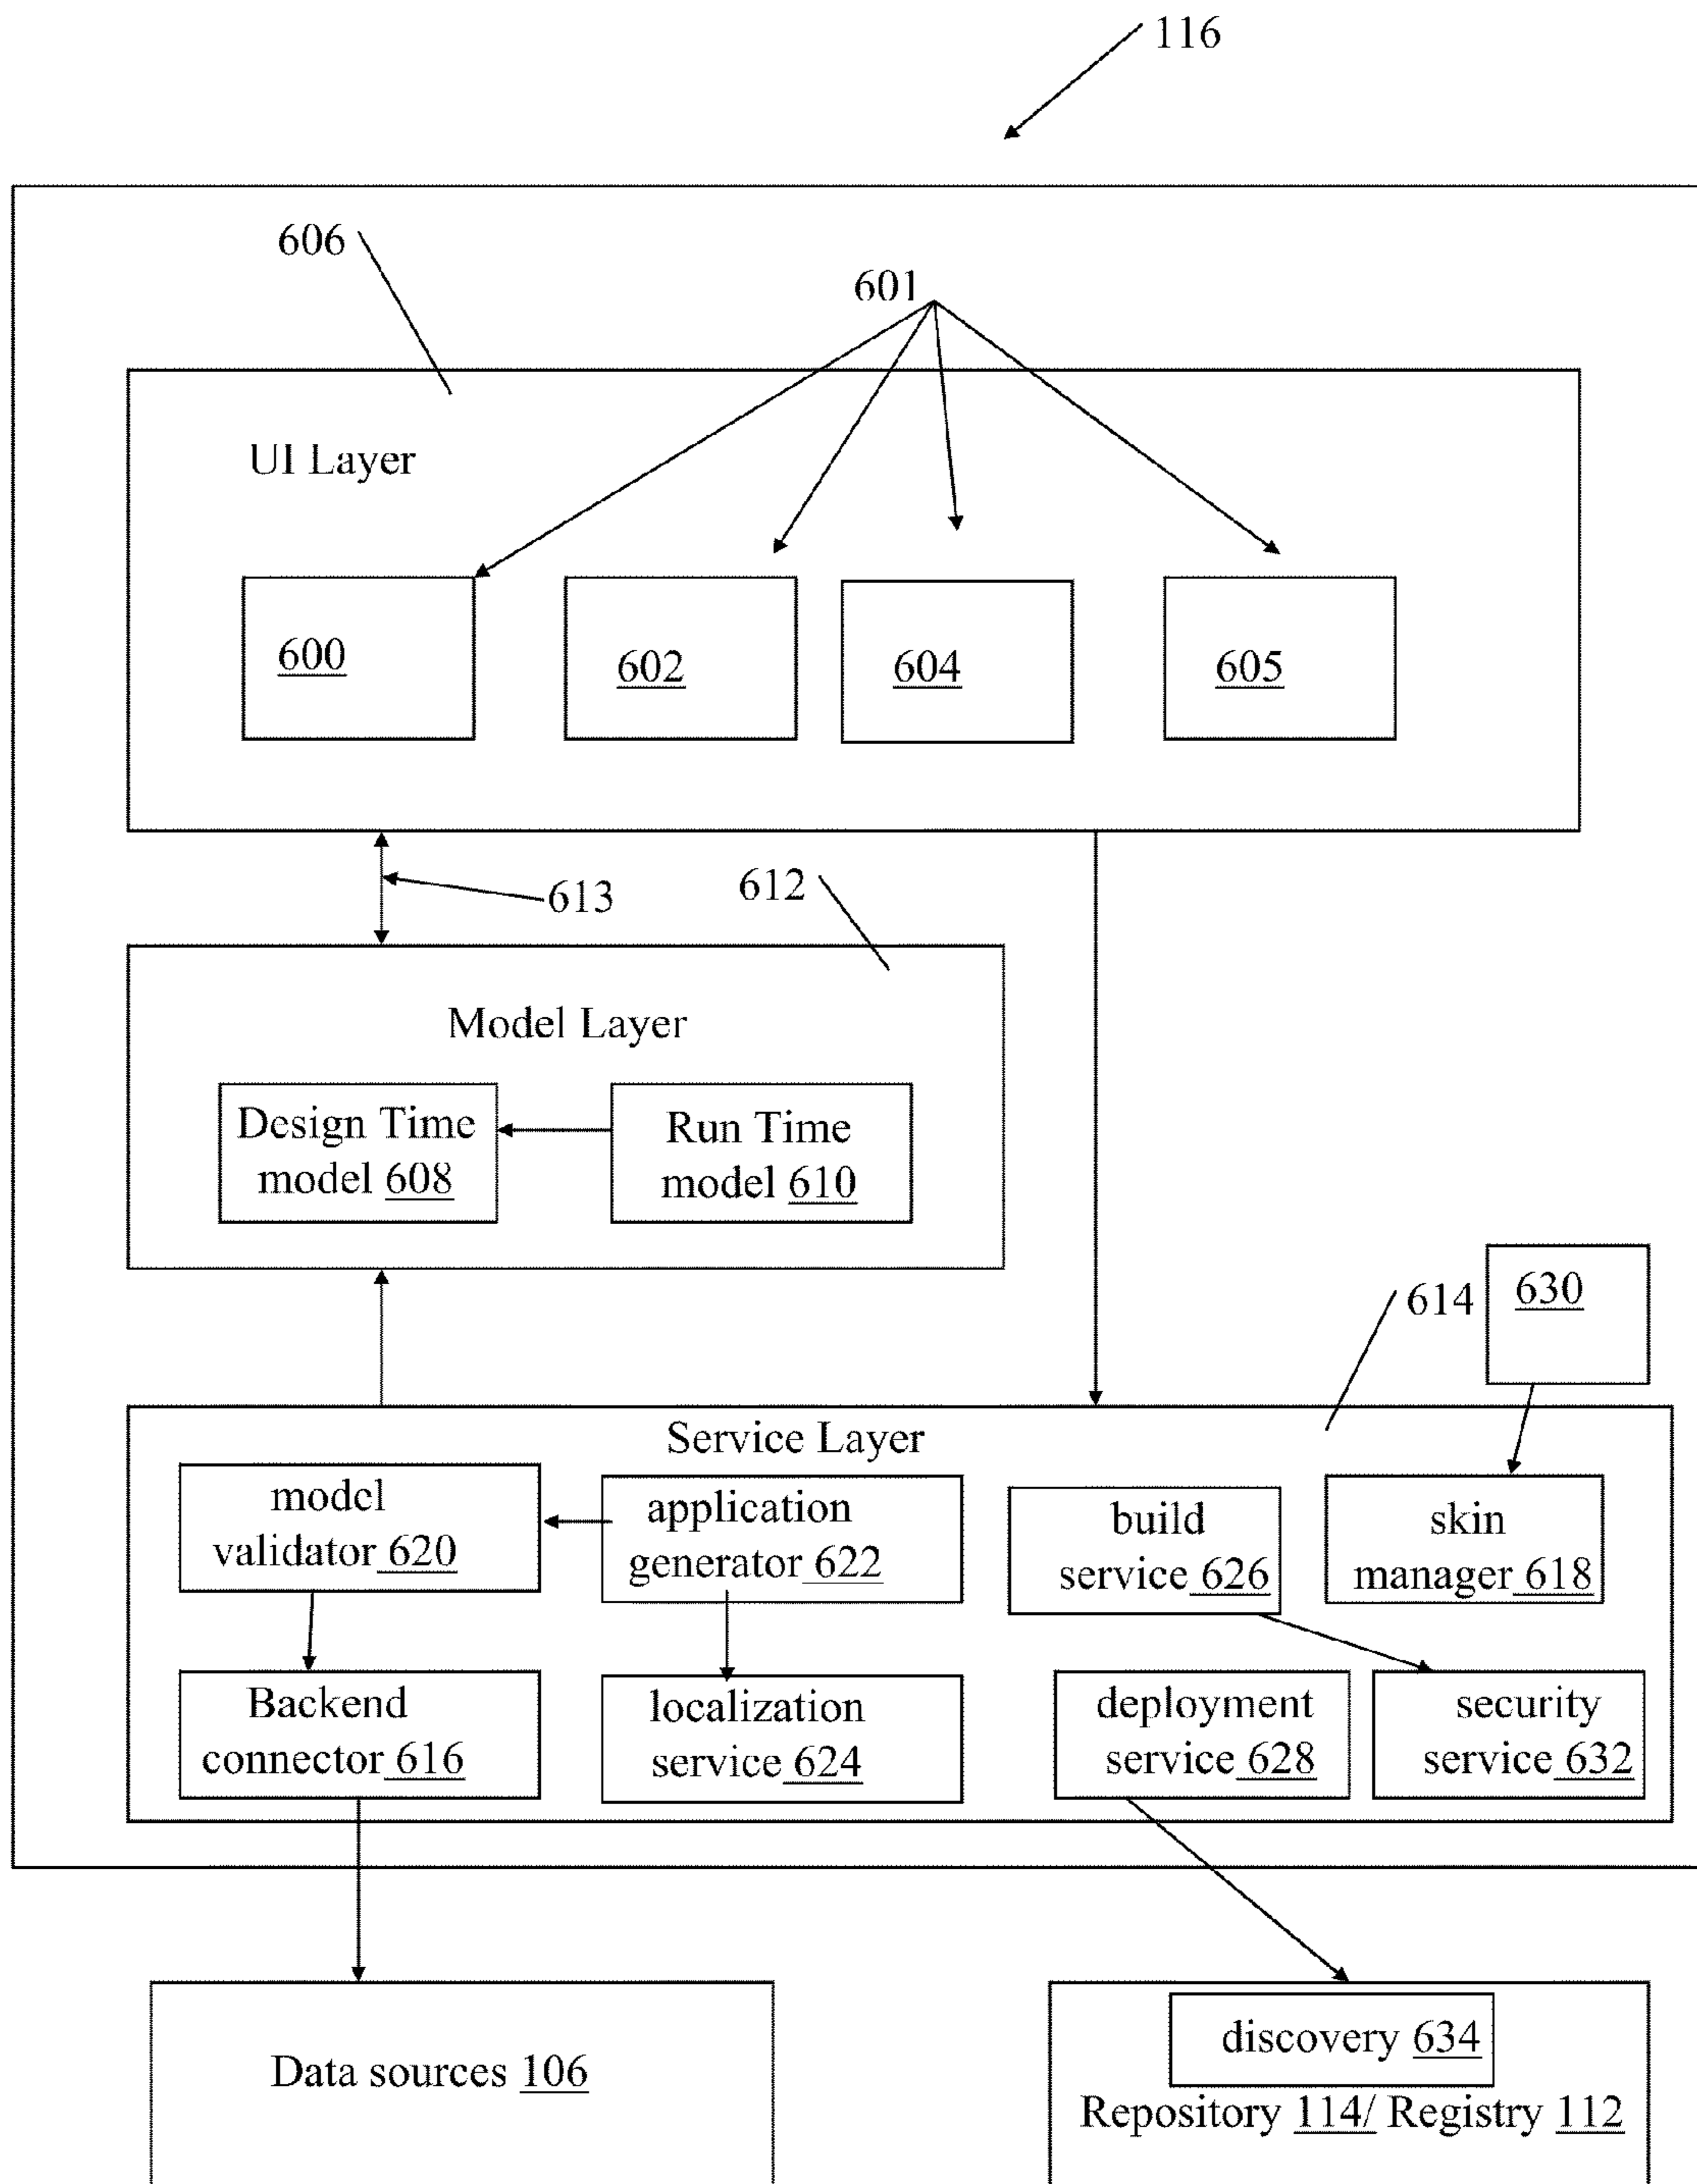 116
606
601
UI Layer
600
602
604
605
613
612
Model Layer
Design Time
model 608
Run Time
model 610
614
630
Service Layer
model
validator 620
application
generator 622
build
service 626
skin
manager 618
Backend
connector 616
localization
service 624
deployment
service 628
security
service 632
Data sources 106
discovery 634
Repository 114/ Registry 112